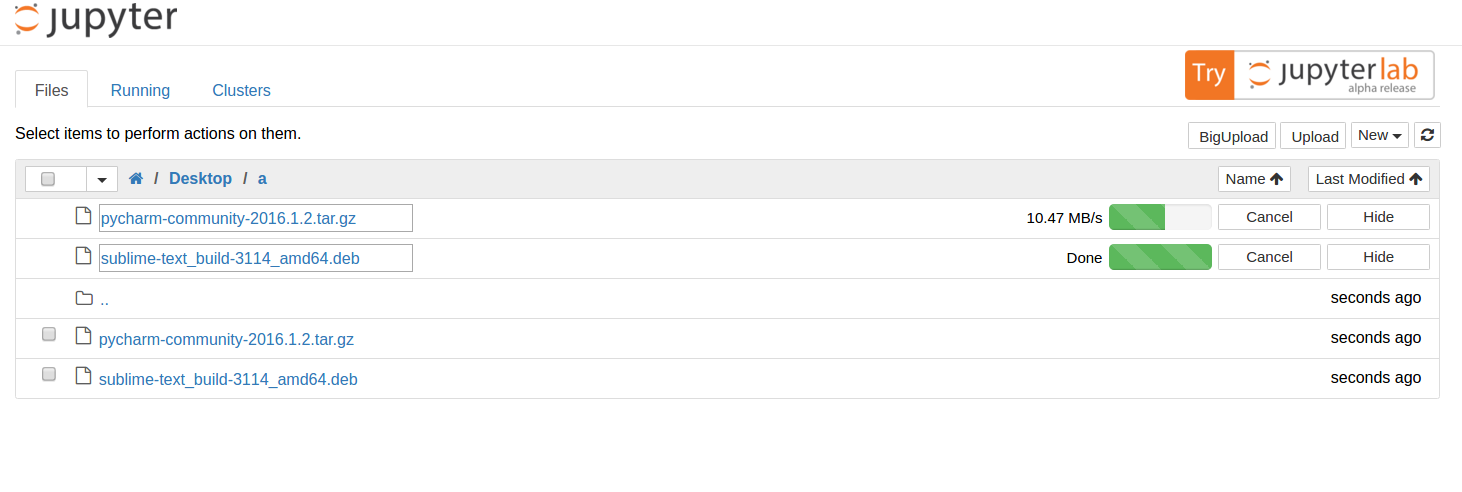 jupyter
Try jupyterlab
alpha release
Files Running Clusters
Select items to perform actions on them.
BigUpload Upload New
/ Desktop / a Name Last Modified
pycharm-community-2016.1.2.tar.gz 10.47 MB/s Cancel Hide
sublime-text_build-3114_amd64.deb Done Cancel Hide
.. seconds ago
pycharm-community-2016.1.2.tar.gz seconds ago
sublime-text_build-3114_amd64.deb seconds ago